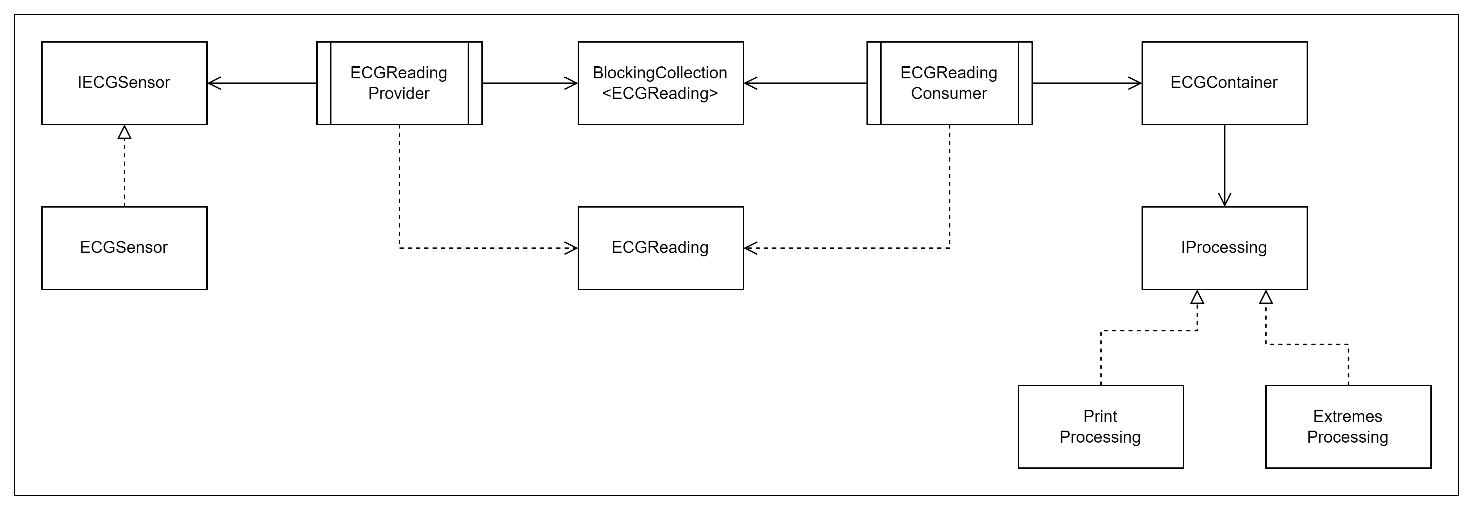 IECGSensor
ECGReading
Provider
BlockingCollection
<ECGReading>
ECGReading
Consumer
ECGContainer
ECGSensor
ECGReading
IProcessing
Print
Processing
Extremes
Processing